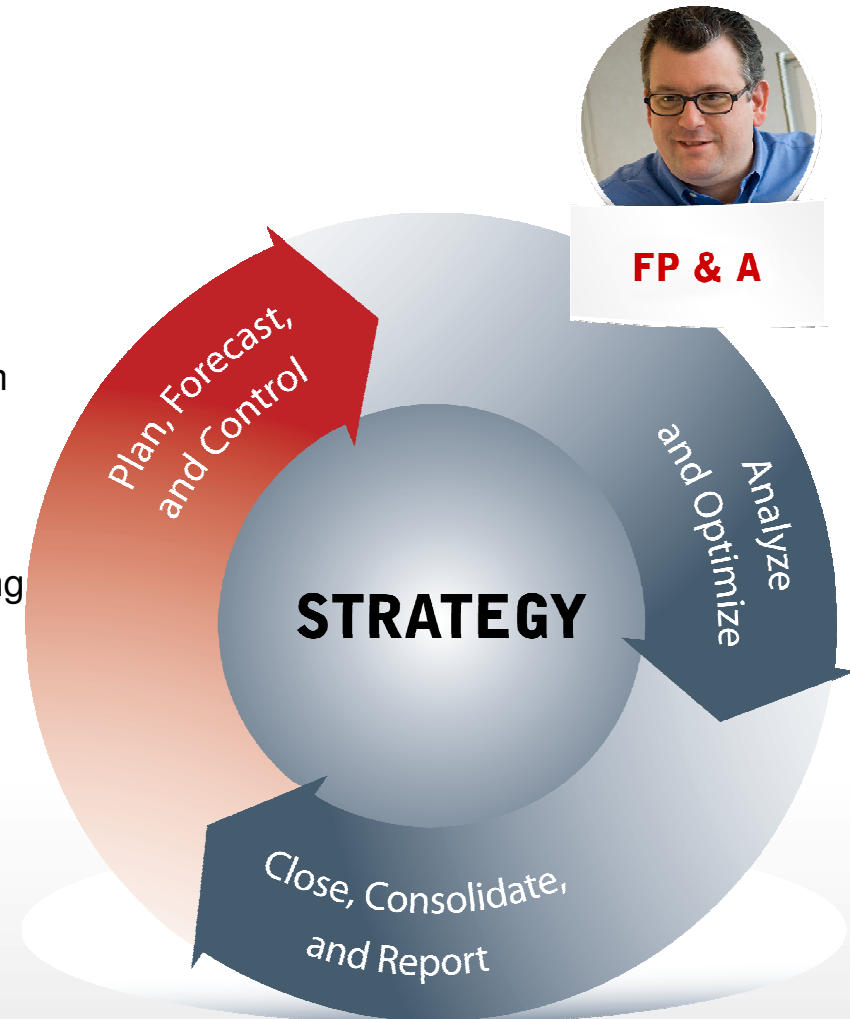 FP & A
Plan, Forecast,
and Control
Analyze
and Optimize
STRATEGY
Close, Consolidate,
and Report